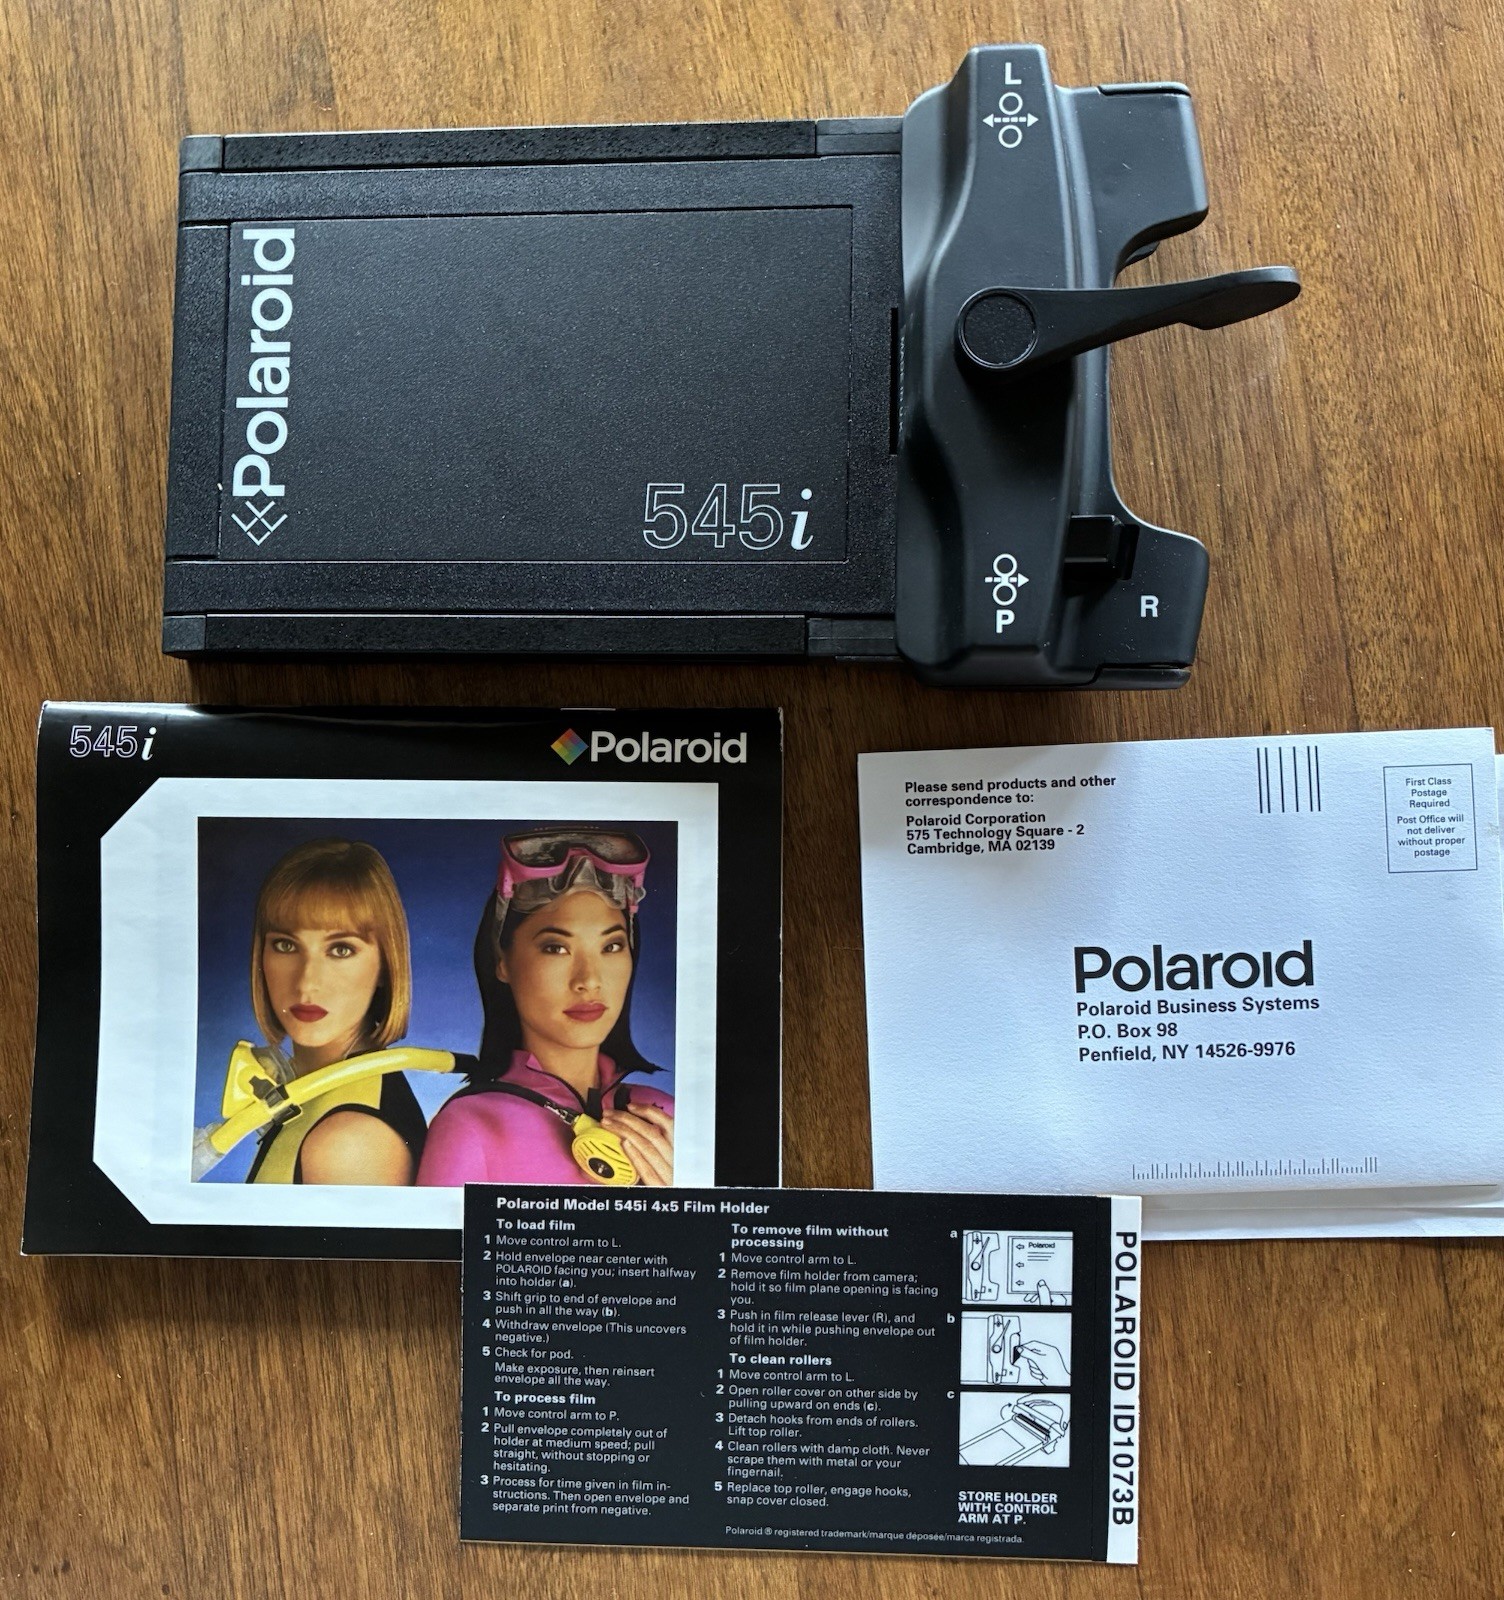 L
Polaroid
545i
P
R
545i
Polaroid
Please send products and other
correspondence to:
Polaroid Corporation
575 Technology Square - 2
Cambridge, MA 02139
First Class
Postage
Required
Post Office will
not deliver
without proper
postage
Polaroid
Polaroid Business Systems
P.O. Box 98
Penfield, NY 14526-9976
Polaroid Model 545i 4x5 Film Holder
To load film
1 Move control arm to L.
2 Hold envelope near center with
POLAROID facing you; insert halfway
into holder (a).
3 Shift grip to end of envelope and
push in all the way (b).
4 Withdraw envelope (This uncovers
negative.)
5 Check for pod.
Make exposure, then reinsert
envelope all the way.
To process film
1 Move control arm to P.
2 Pull envelope completely out of
holder at medium speed; pull
straight, without stopping or
hesitating.
3 Process for time given in film in-
structions. Then open envelope and
separate print from negative.
To remove film without
processing
1 Move control arm to L.
2 Remove film holder from camera;
hold it so film plane opening is facing
you.
3 Push in film release lever (R), and
hold it in while pushing envelope out
of film holder.
To clean rollers
1 Move control arm to L.
2 Open roller cover on other side by
pulling upward on ends (c).
3 Detach hooks from ends of rollers.
Lift top roller.
4 Clean rollers with damp cloth. Never
scrape them with metal or your
fingernail.
5 Replace top roller, engage hooks,
snap cover closed.
Polaroid ® registered trademark/marque déposée/marca registrada.
a
Polaroid
b
c
STORE HOLDER
WITH CONTROL
ARM AT P.
POLAROID ID1073B